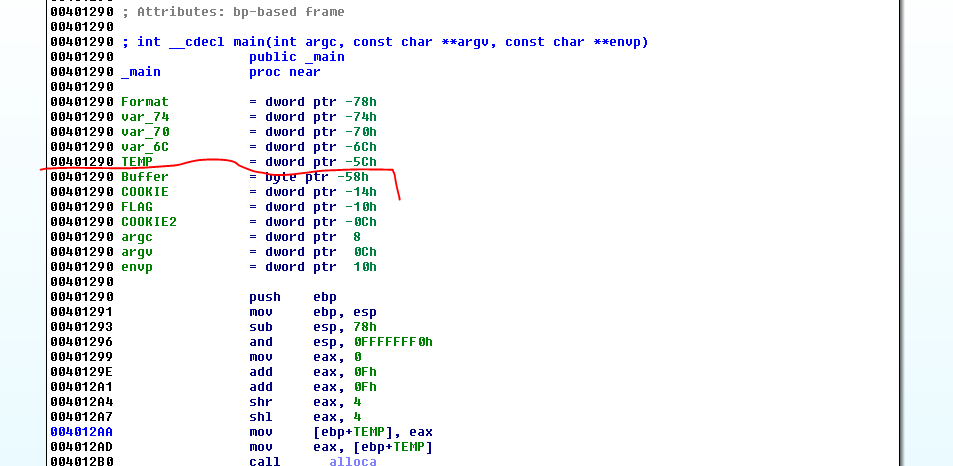 00401290 ; Attributes: bp-based frame
00401290
00401290 ; int __cdecl main(int argc, const char **argv, const char **envp)
00401290 public _main
00401290 _main proc near
00401290
00401290 Format = dword ptr -78h
00401290 var_74 = dword ptr -74h
00401290 var_70 = dword ptr -70h
00401290 var_6C = dword ptr -6Ch
00401290 TEMP = dword ptr -5Ch
00401290 Buffer = byte ptr -58h
00401290 COOKIE = dword ptr -14h
00401290 FLAG = dword ptr -10h
00401290 COOKIE2 = dword ptr -0Ch
00401290 argc = dword ptr 8
00401290 argv = dword ptr 0Ch
00401290 envp = dword ptr 10h
00401290
00401290 push ebp
00401291 mov ebp, esp
00401293 sub esp, 78h
00401296 and esp, 0FFFFFFF0h
00401299 mov eax, 0
0040129E add eax, 0Fh
004012A1 add eax, 0Fh
004012A4 shr eax, 4
004012A7 shl eax, 4
004012AA mov [ebp+TEMP], eax
004012AD mov eax, [ebp+TEMP]
004012B0 call alloca